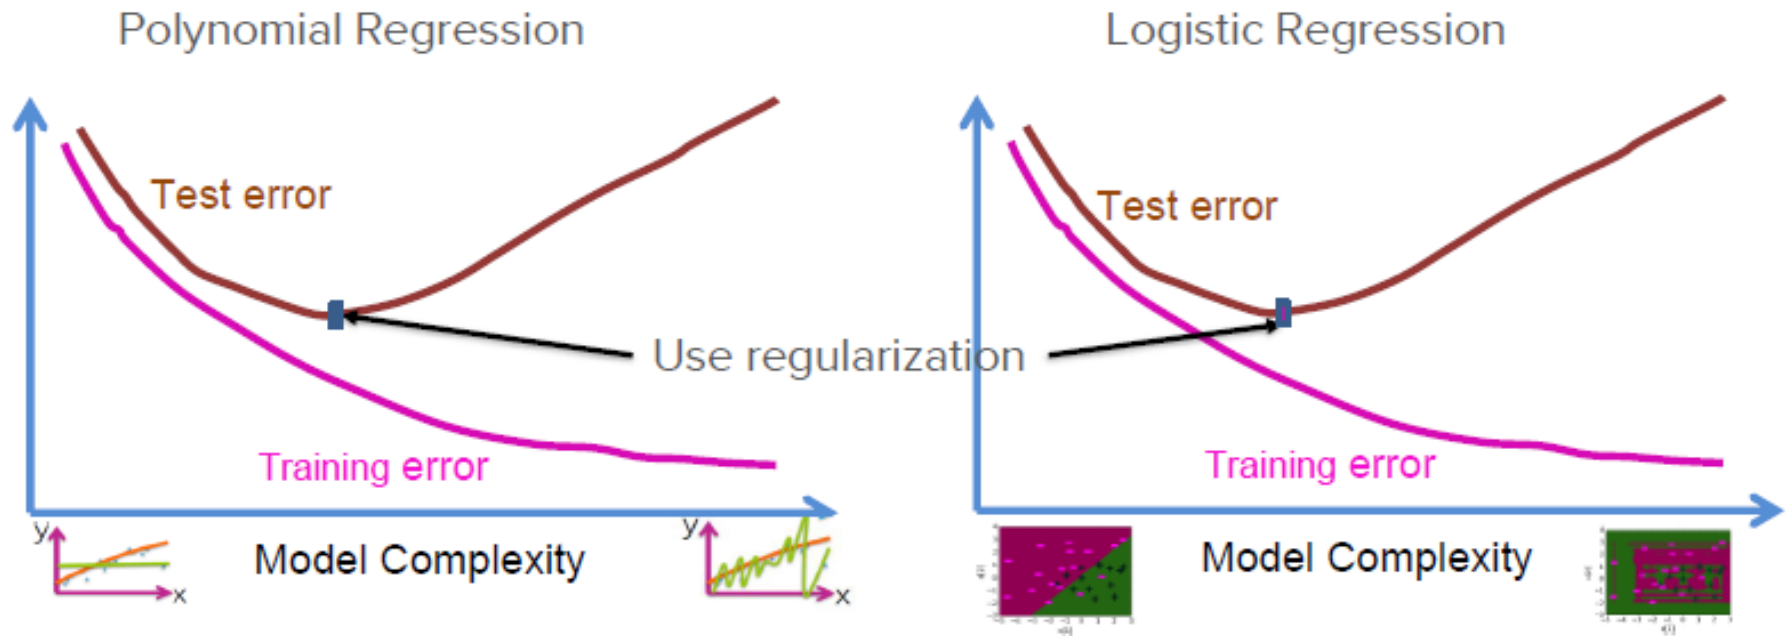 Polynomial Regression
Logistic Regression
Test error
Test error
Use regularization
Training error
Training error
y
x
Model Complexity
y
x
Model Complexity